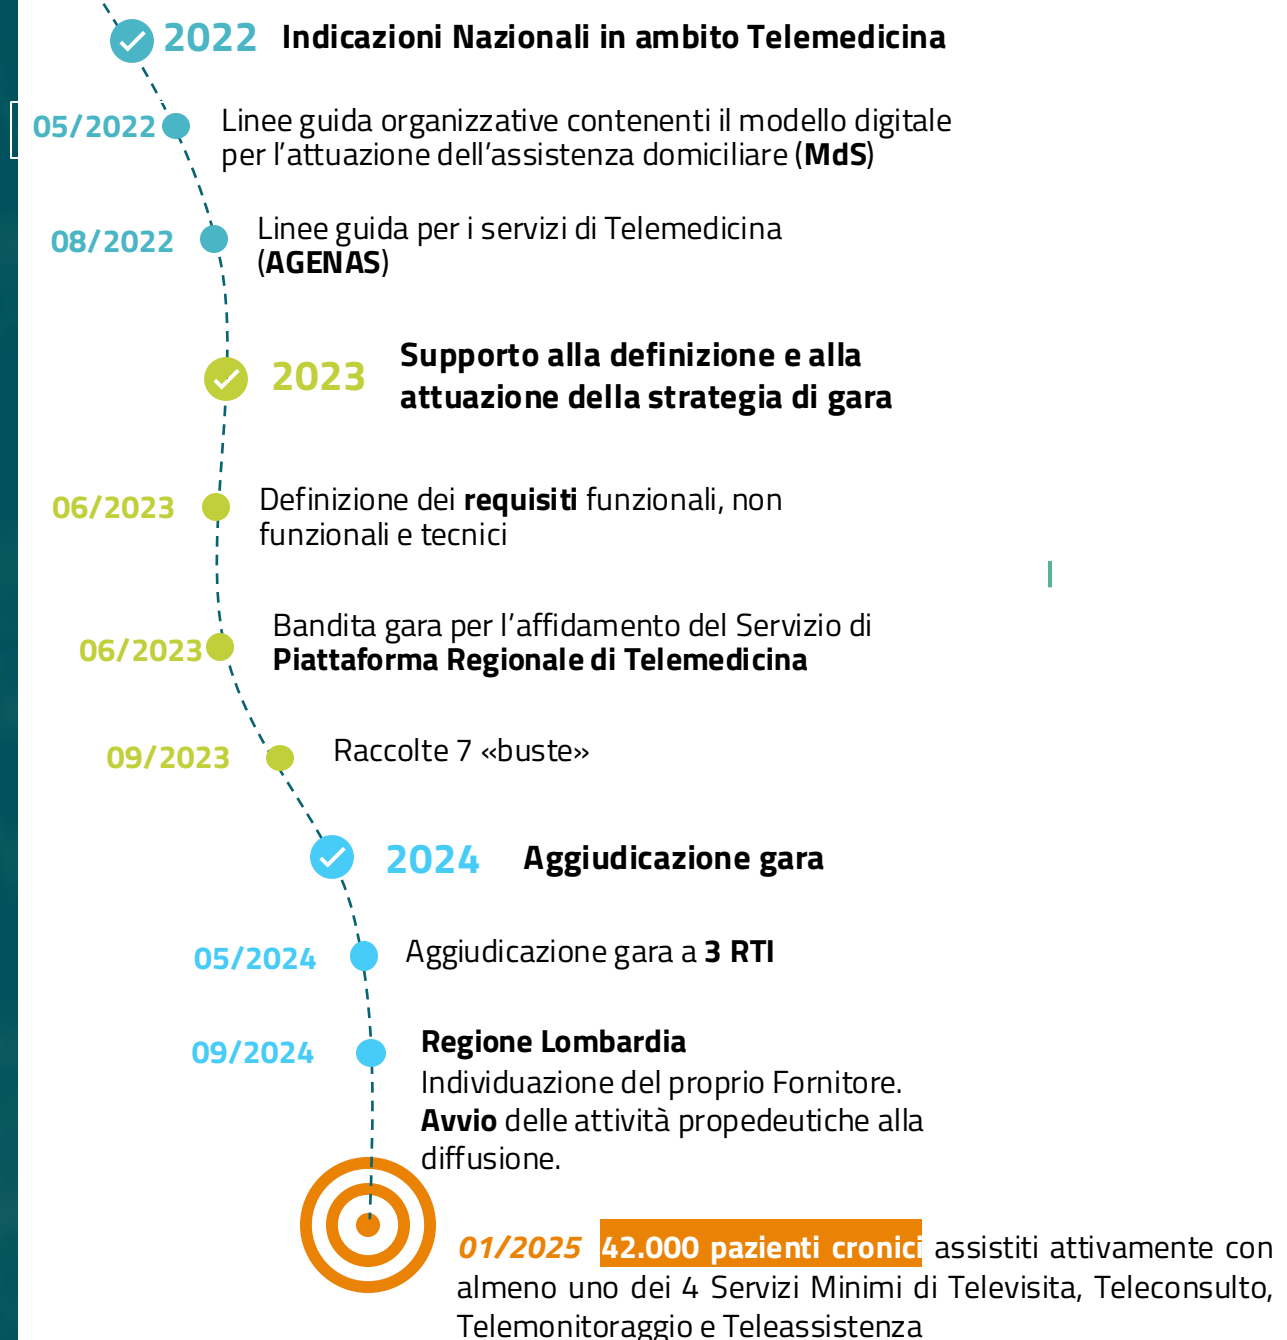 2022 Indicazioni Nazionali in ambito Telemedicina
05/2022 Linee guida organizzative contenenti il modello digitale
per l’attuazione dell’assistenza domiciliare (MdS)
08/2022 Linee guida per i servizi di Telemedicina
(AGENAS)
2023 Supporto alla definizione e alla
attuazione della strategia di gara
06/2023 Definizione dei requisiti funzionali, non
funzionali e tecnici
06/2023 Bandita gara per l’affidamento del Servizio di
Piattaforma Regionale di Telemedicina
09/2023 Raccolte 7 «buste»
2024 Aggiudicazione gara
05/2024 Aggiudicazione gara a 3 RTI
09/2024 Regione Lombardia
Individuazione del proprio Fornitore.
Avvio delle attività propedeutiche alla
diffusione.
01/2025 42.000 pazienti cronici assistiti attivamente con
almeno uno dei 4 Servizi Minimi di Televisita, Teleconsulto,
Telemonitoraggio e Teleassistenza